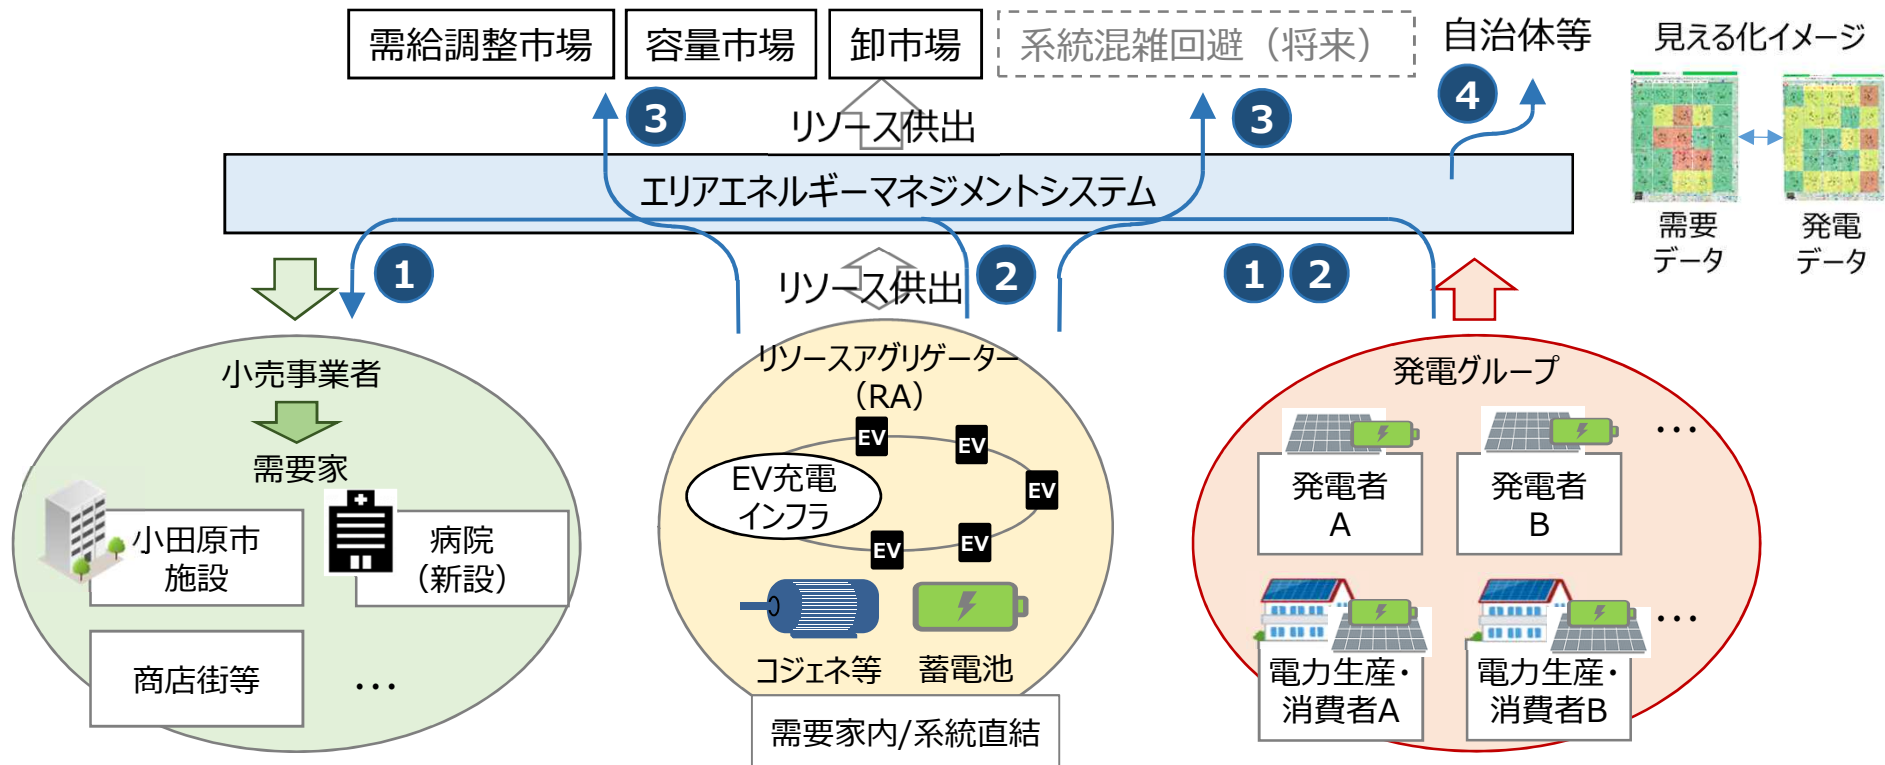 需給調整市場
容量市場
卸市場
系統混雑回避（将来）
自治体等
見える化イメージ
3
リソース供出
3
4
エリアエネルギーマネジメントシステム
需要
データ
発電
データ
1
リソース供出
2
1
2
小売事業者
需要家
小田原市
施設
病院
（新設）
商店街等
…
リソースアグリゲーター
（RA）
EV
EV
EV
EV
EV
EV充電
インフラ
コジェネ等
蓄電池
需要家内/系統直結
発電グループ
発電者
A
発電者
B
…
電力生産・
消費者A
電力生産・
消費者B
…